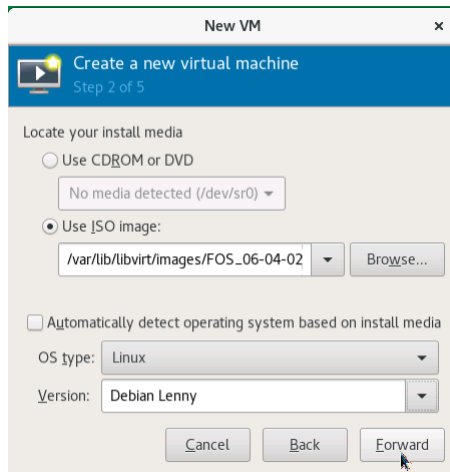 New VM
Create a new virtual machine
Step 2 of 5
Locate your install media
Use CDROM or DVD
No media detected (/dev/sr0)
Use ISO image:
/var/lib/libvirt/images/FOS_06-04-02 Browse...
Automatically detect operating system based on install media
OS type: Linux
Version: Debian Lenny
Cancel Back Forward